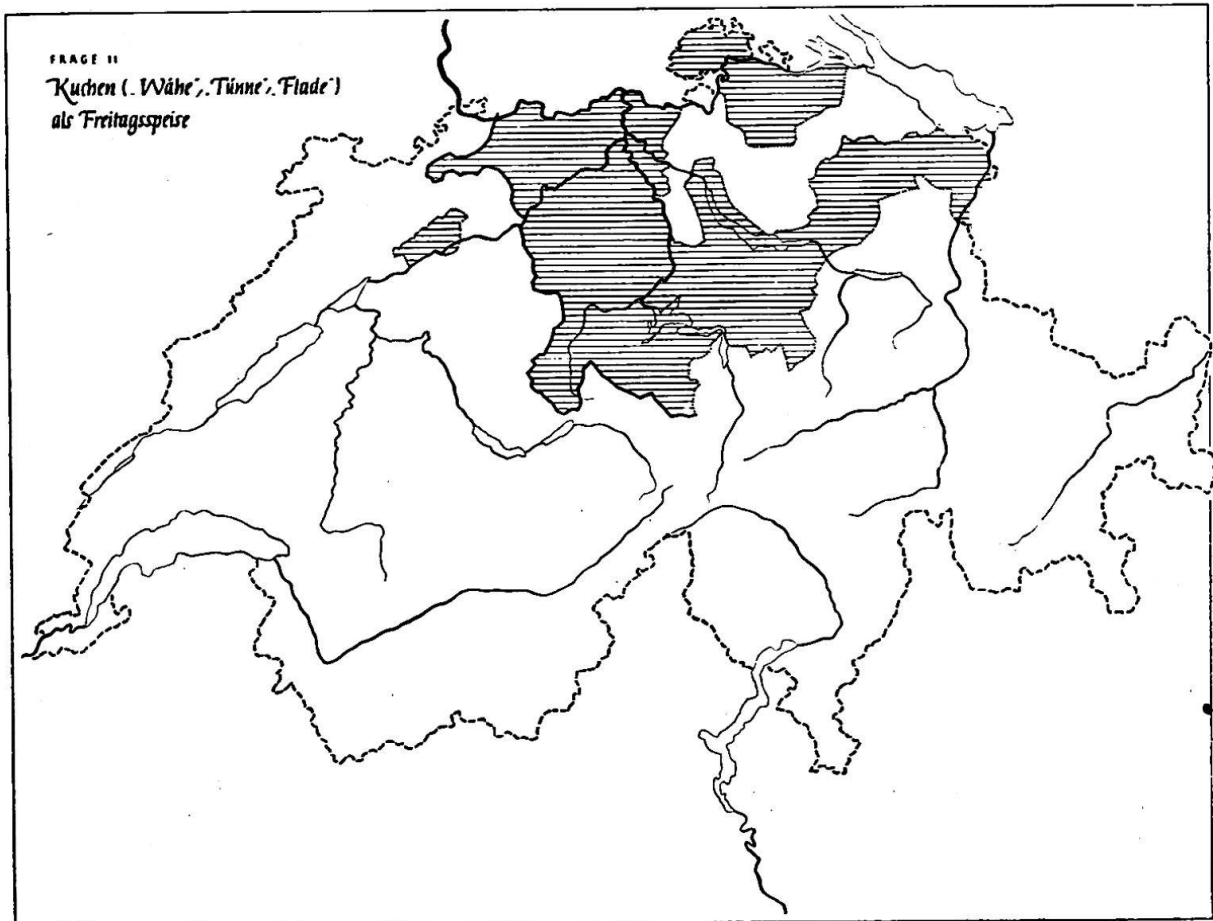 FRAGE 11
Kuchen („Wähe“, „Tünne“, „Flade“)
als Freitagsspeise